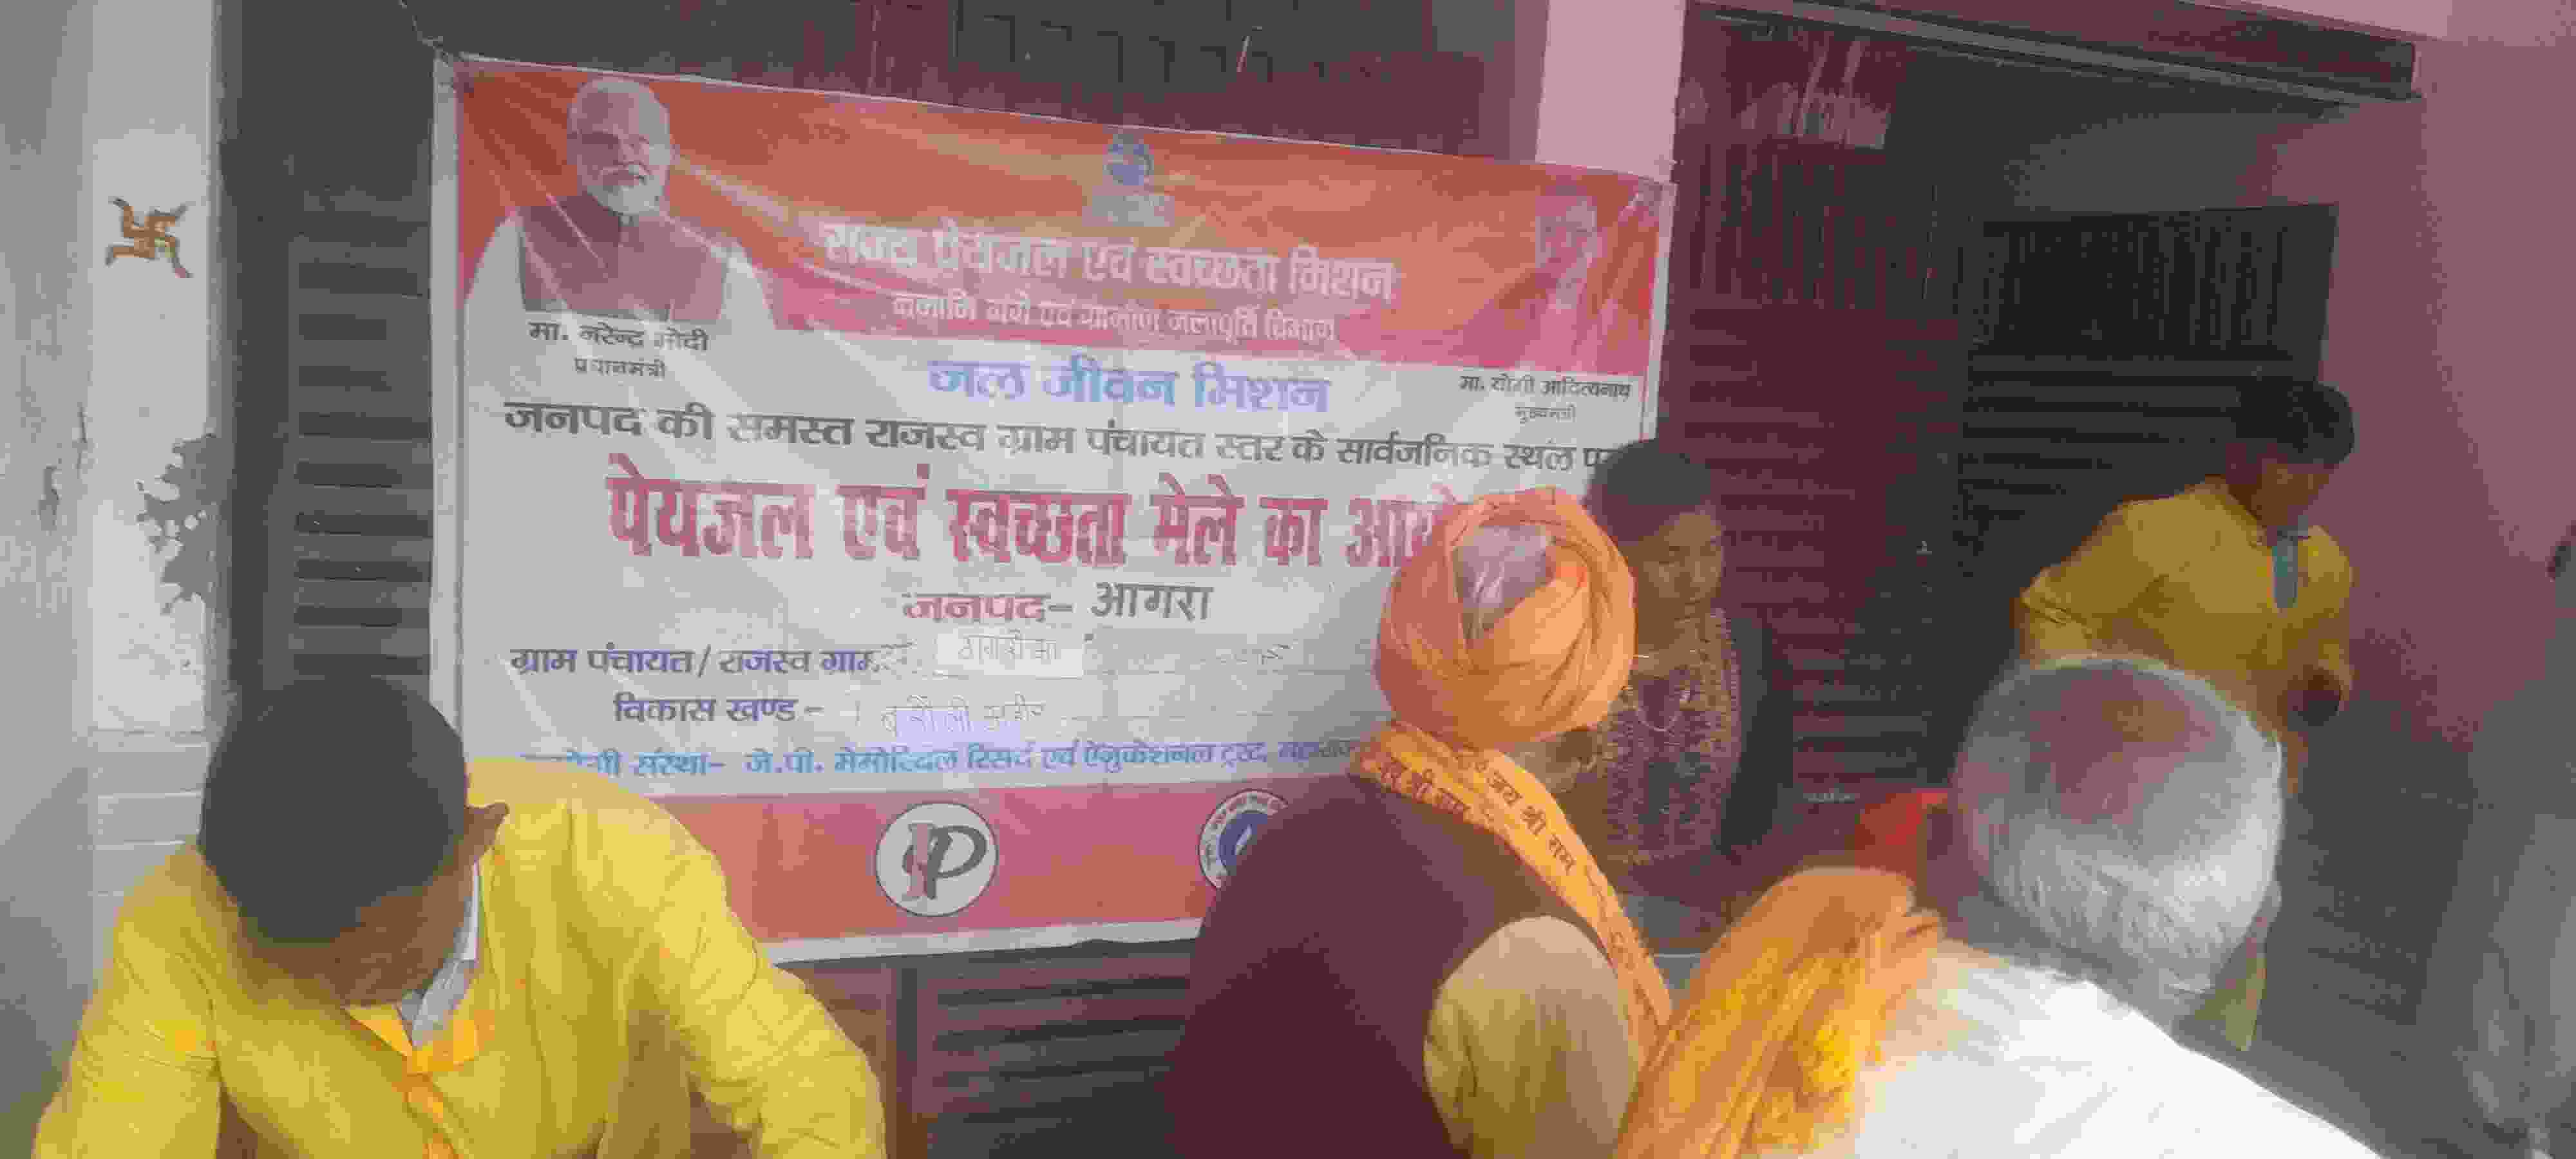 राज्य पेयजल एवं स्वच्छता मिशन
नमामि गंगे एवं ग्रामीण जलापूर्ति विभाग
मा. नरेन्द्र मोदी
प्रधानमंत्री
जल जीवन मिशन
मा. योगी आदित्यनाथ
मुख्यमंत्री
जनपद की समस्त राजस्व ग्राम पंचायत स्तर के सार्वजनिक स्थल
पेयजल एवं स्वच्छता मेले का
जनपद- आगरा
ग्राम पंचायत/राजस्व ग्राम
विकास खण्ड -
संस्था- जे.पी. मेमोरियल रिसर्च एवं ऐजुकेशनल ट्रस्ट
JP
जय श्री राम